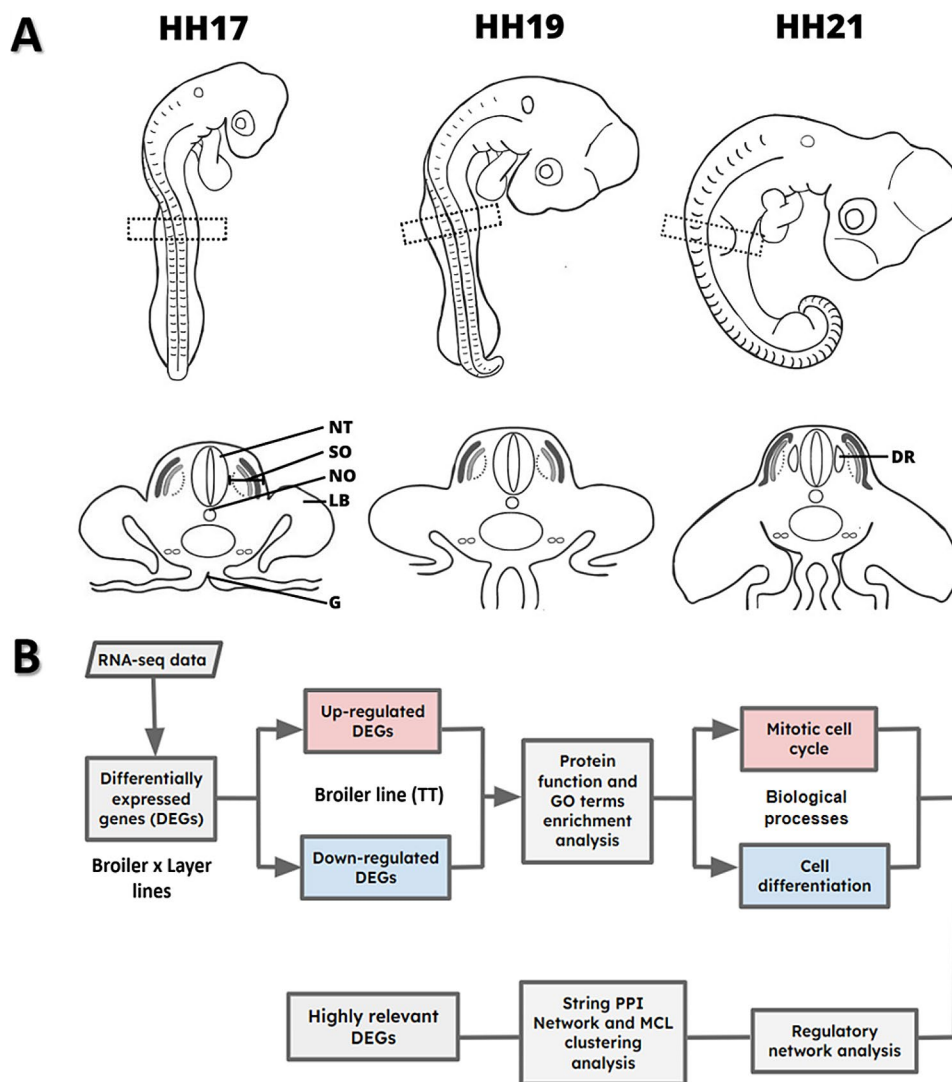 A
HH17
HH19
HH21
NT
SO
NO
LB
G
DR
B
RNA-seq data
Differentially
expressed
genes (DEGs)
Broiler x Layer
lines
Up-regulated
DEGs
Broiler line (TT)
Down-regulated
DEGs
Protein
function and
GO terms
enrichment
analysis
Mitotic cell
cycle
Biological
processes
Cell
differentiation
Highly relevant
DEGs
String PPI
Network and MCL
clustering
analysis
Regulatory
network analysis